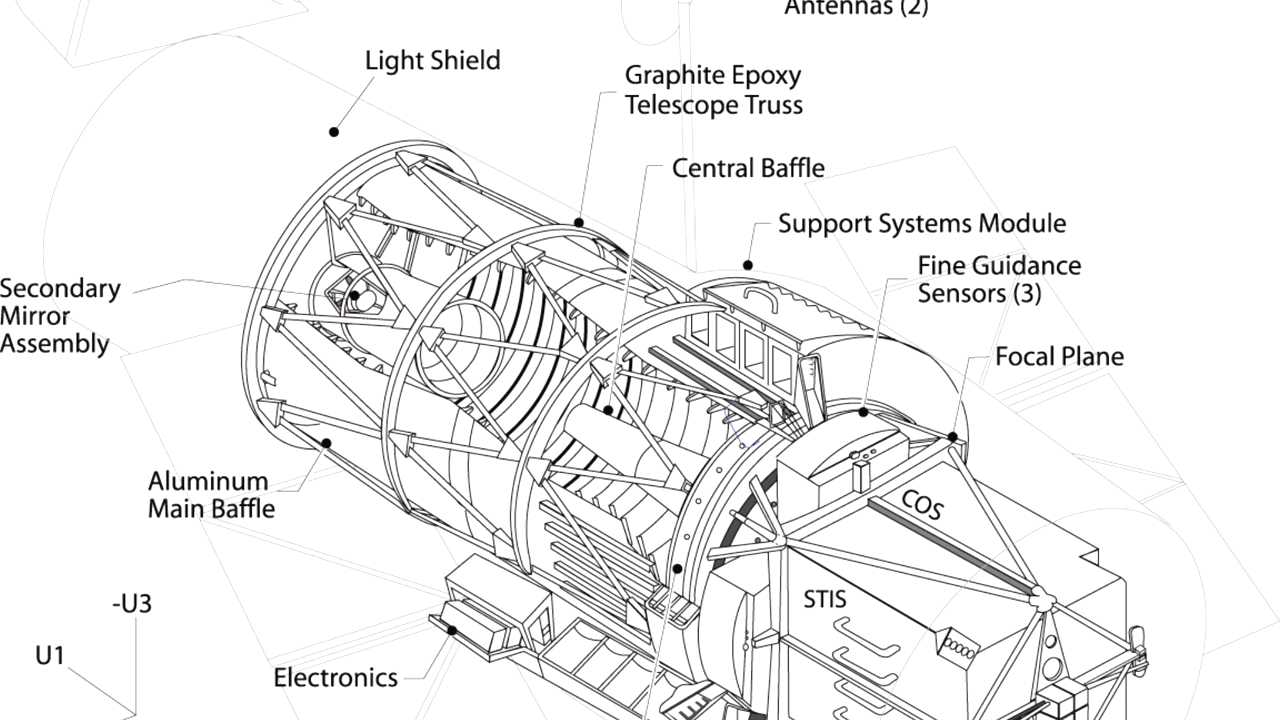 Antennas (2)
Light Shield
Graphite Epoxy
Telescope Truss
Central Baffle
Support Systems Module
Fine Guidance
Sensors (3)
Secondary
Mirror
Assembly
Focal Plane
Aluminum
Main Baffle
COS
STIS
-U3
U1
Electronics